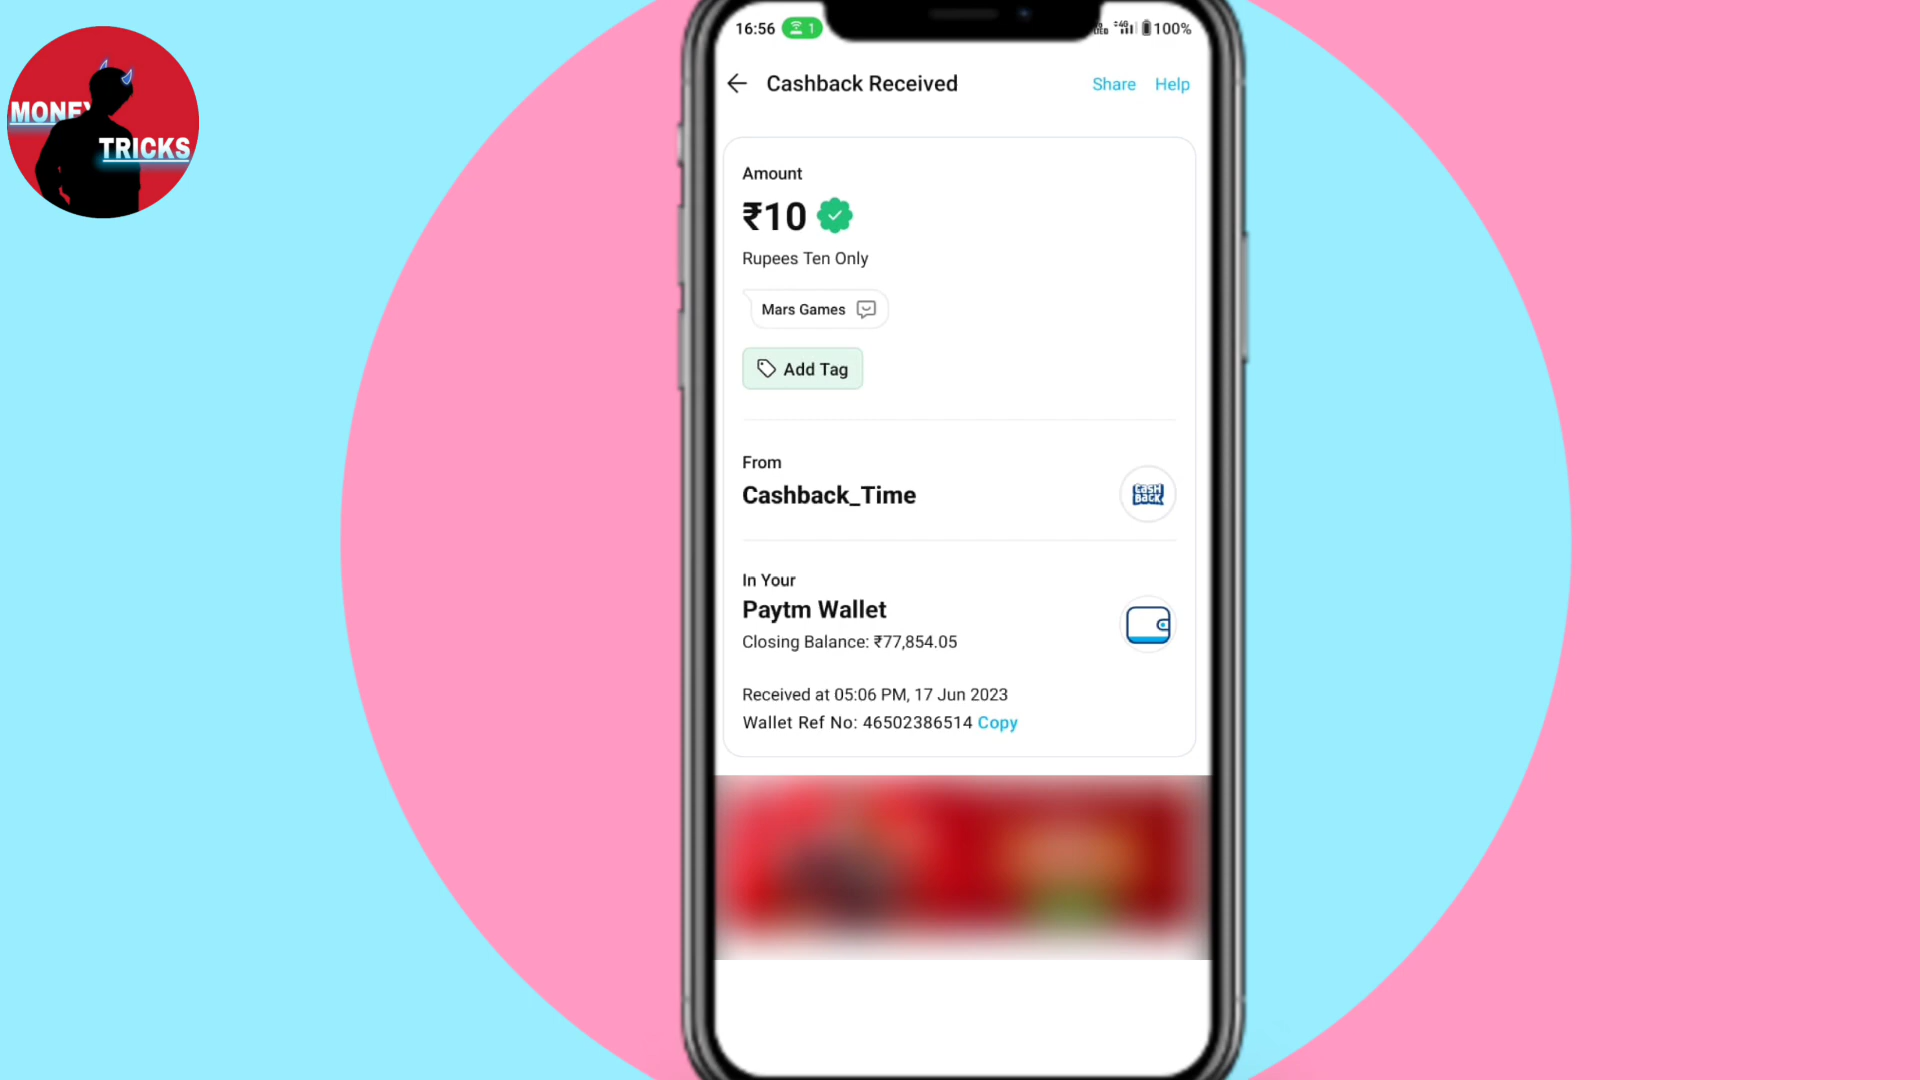 MONEY
TRICKS
16:56 1 100%
Cashback Received Share Help
Amount
₹10
Rupees Ten Only
Mars Games
Add Tag
From
Cashback_Time
CASH
BACK
In Your
Paytm Wallet
Closing Balance: ₹77,854.05
Received at 05:06 PM, 17 Jun 2023
Wallet Ref No: 46502386514 Copy